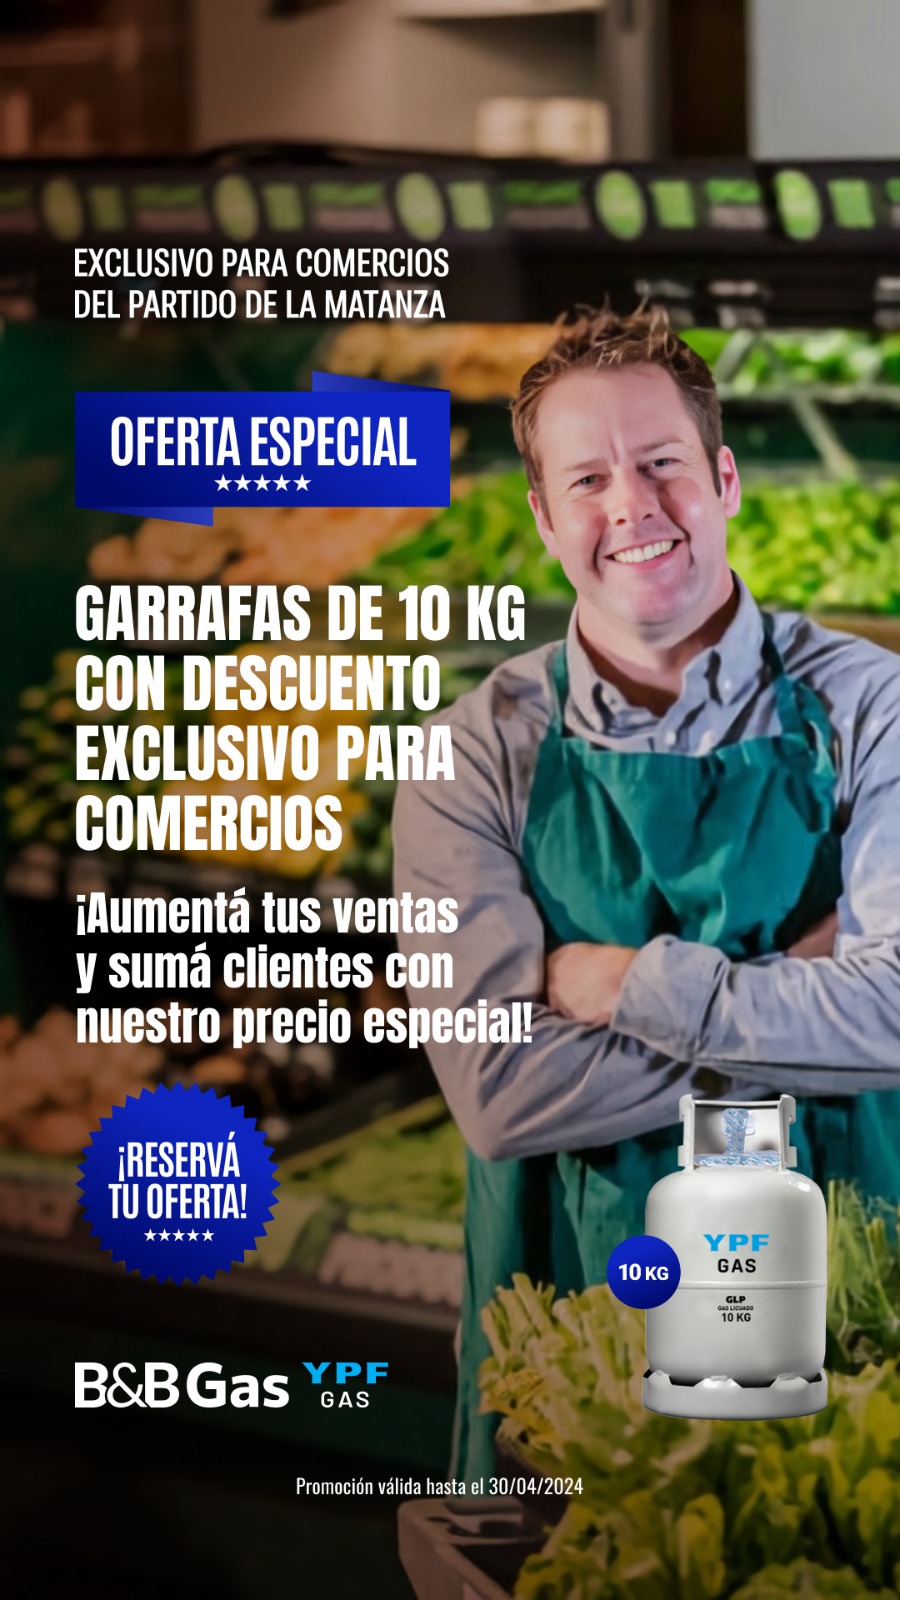 EXCLUSIVO PARA COMERCIOS
DEL PARTIDO DE LA MATANZA
OFERTA ESPECIAL
GARRAFAS DE 10 KG
CON DESCUENTO
EXCLUSIVO PARA
COMERCIOS
¡Aumentá tus ventas
y sumá clientes con
nuestro precio especial!
¡RESERVÁ
TU OFERTA!
10 KG
YPF
GAS
GLP
GAS LICUADO
10 KG
B&B Gas YPF
GAS
Promoción válida hasta el 30/04/2024